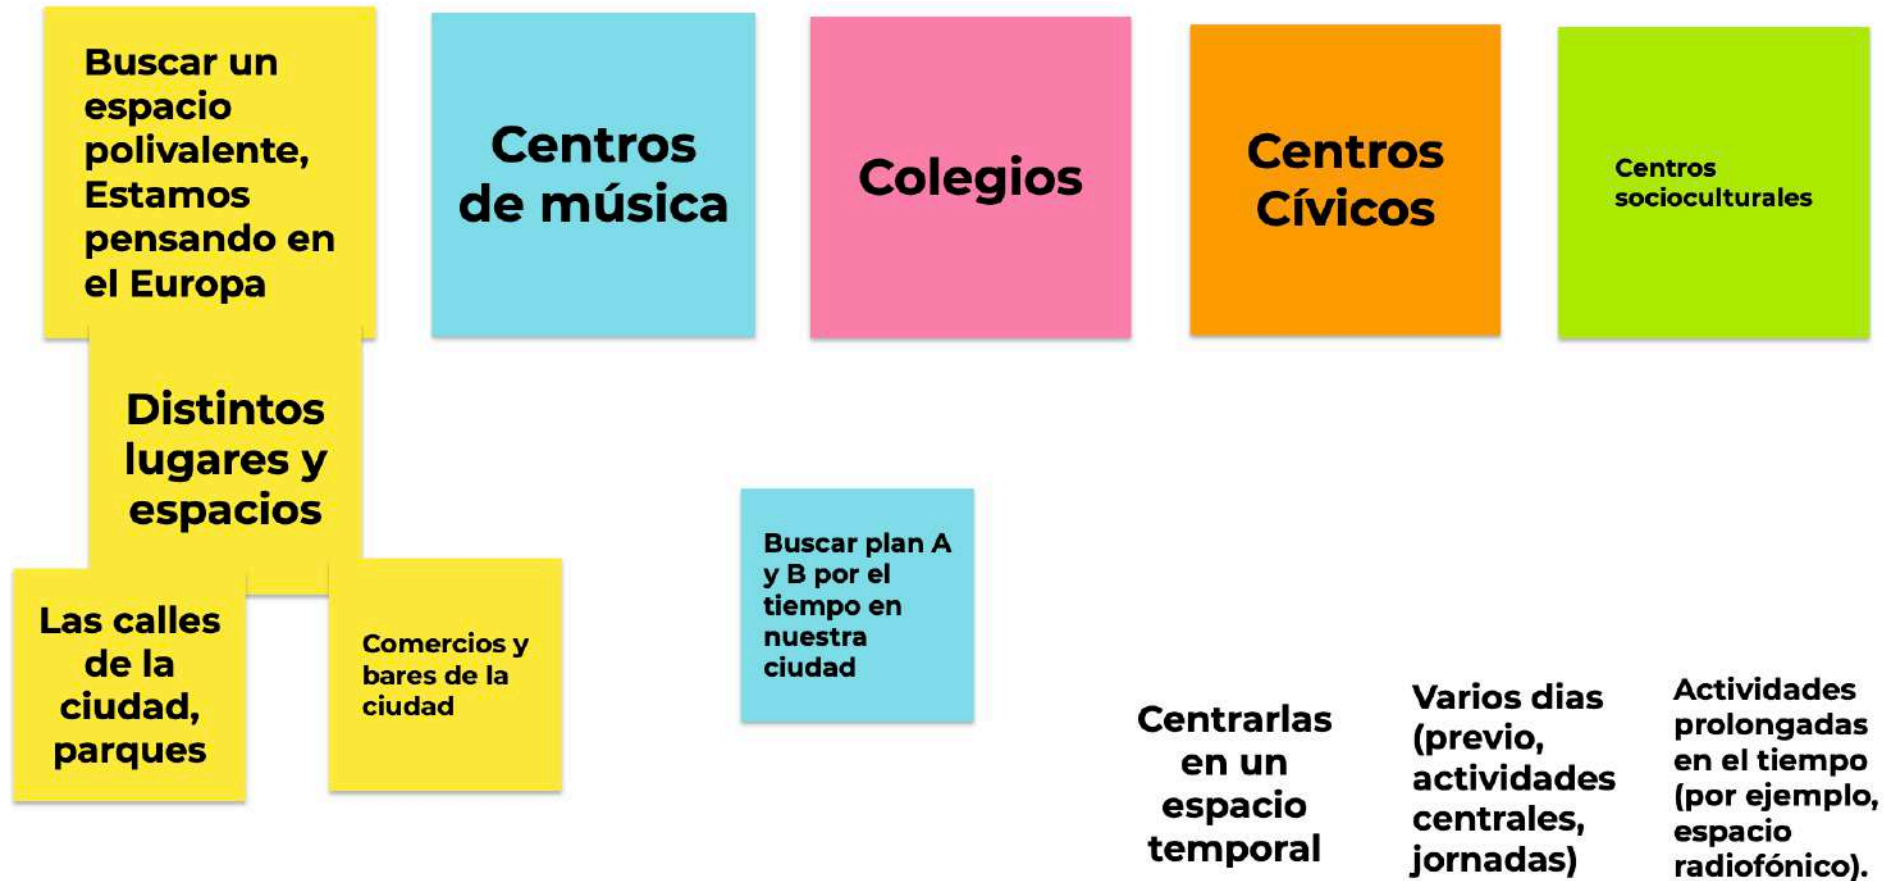 Buscar un
espacio
polivalente,
Estamos
pensando en
el Europa
Centros
de música
Colegios
Centros
Cívicos
Centros
socioculturales
Distintos
lugares y
espacios
Las calles
de la
ciudad,
parques
Comercios y
bares de la
ciudad
Buscar plan A
y B por el
tiempo en
nuestra
ciudad
Centrarlas
en un
espacio
temporal
Varios dias
(previo,
actividades
centrales,
jornadas)
Actividades
prolongadas
en el tiempo
(por ejemplo,
espacio
radiofónico).